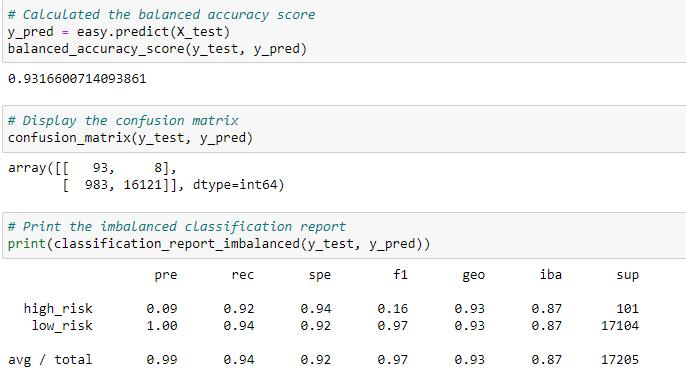 # Calculated the balanced accuracy score
y_pred = easy.predict(X_test)
balanced_accuracy_score(y_test, y_pred)
0.9316600714093861
# Display the confusion matrix
confusion_matrix(y_test, y_pred)
array([[   93,     8],
       [  983, 16121]], dtype=int64)
# Print the imbalanced classification report
print(classification_report_imbalanced(y_test, y_pred))
                   pre       rec       spe        f1       geo       iba       sup
  high_risk       0.09      0.92      0.94      0.16      0.93      0.87       101
   low_risk       1.00      0.94      0.92      0.97      0.93      0.87     17104
avg / total       0.99      0.94      0.92      0.97      0.93      0.87     17205